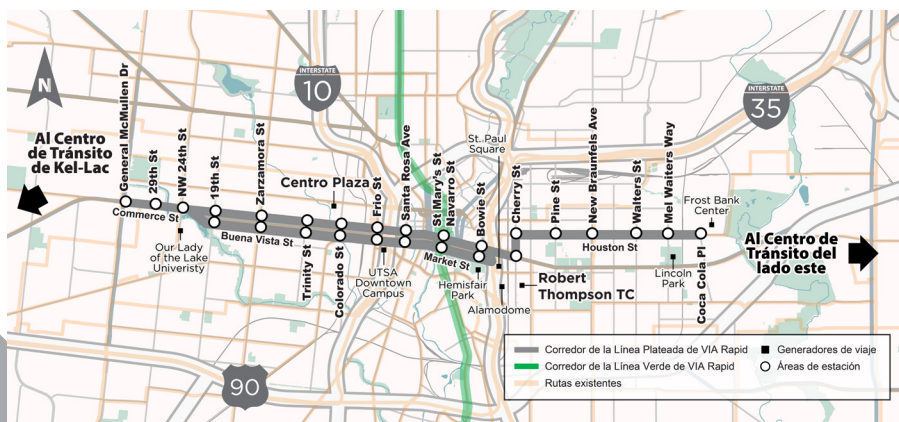 N
Al Centro
de Tránsito
de Kel-Lac
General McMullen Dr
29th St
NW 24th St
19th St
Zarzamora St
Centro Plaza
INTERSTATE
10
Frio St
Santa Rosa Ave
St Mary's St
Navarro St
St. Paul
Square
Bowie St
Cherry St
Pine St
New Braunfels Ave
Walters St
Mel Waiters Way
INTERSTATE
35
Frost Bank
Center
Commerce St
Our Lady
of the Lake
Univeristy
Buena Vista St
Trinity St
Colorado St
UTSA
Downtown
Campus
Market St
Hemisfair
Park
Alamodome
Robert
Thompson TC
Houston St
Lincoln
Park
Coca Cola Pl
Al Centro de
Tránsito del
lado este
90
Corredor de la Línea Plateada de VIA Rapid
Corredor de la Línea Verde de VIA Rapid
Rutas existentes
Generadores de viaje
Áreas de estación